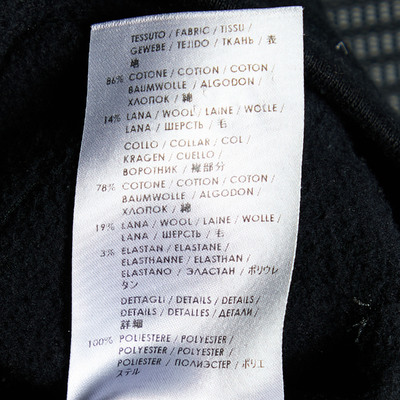 TESSUTO / FABRIC / TISSU /
GEWEBE / TEJIDO / ТКАНЬ / 表
地
86% COTONE / COTTON / COTON /
BAUMWOLLE / ALGODON /
ХЛОПОК / 綿
14% LANA / WOOL / LAINE / WOLLE /
LANA / ШЕРСТЬ / 毛
COLLO / COLLAR / COL /
KRAGEN / CUELLO /
ВОРОТНИК / 襟部分
78% COTONE / COTTON / COTON /
BAUMWOLLE / ALGODON /
ХЛОПОК / 綿
19% LANA / WOOL / LAINE / WOLLE /
LANA / ШЕРСТЬ / 毛
3% ELASTAN / ELASTANE /
ELASTHANNE / ELASTHAN /
ELASTANO / ЭЛАСТАН / ポリウレ
タン
DETTAGLI / DETAILS / DETAILS /
DETAILS / DETALLES / ДЕТАЛИ /
詳細
100% POLIESTERE / POLYESTER /
POLYESTER / POLYESTER /
POLIESTER / ПОЛИЭСТЕР / ポリエ
ステル